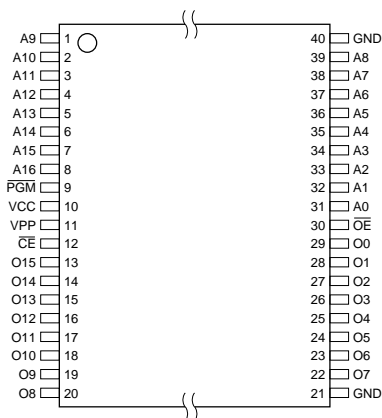 A9 1 40 GND
A10 2 39 A8
A11 3 38 A7
A12 4 37 A6
A13 5 36 A5
A14 6 35 A4
A15 7 34 A3
A16 8 33 A2
PGM 9 32 A1
VCC 10 31 A0
VPP 11 30 OE
CE 12 29 O0
O15 13 28 O1
O14 14 27 O2
O13 15 26 O3
O12 16 25 O4
O11 17 24 O5
O10 18 23 O6
O9 19 22 O7
O8 20 21 GND